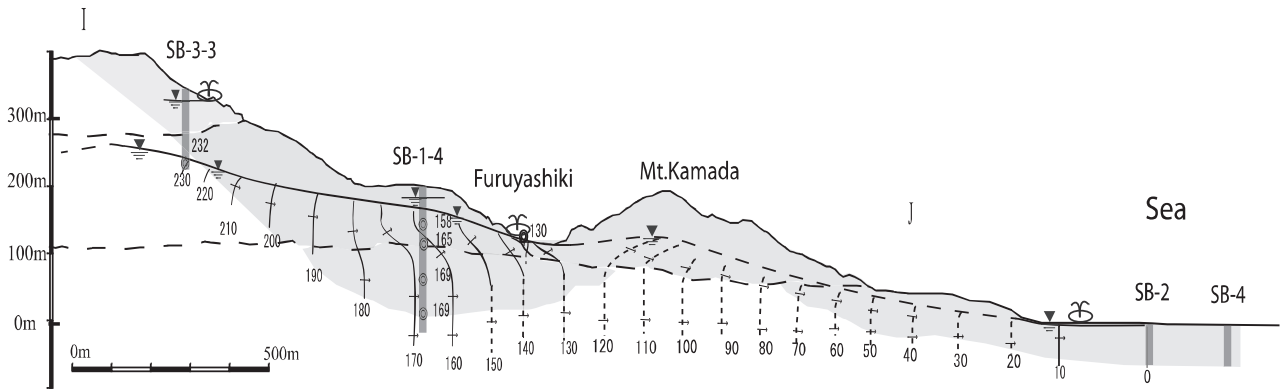 I
SB-3-3
300m
232
230
200m
220
210
200
190
180
SB-1-4
158
165
169
169
170
160
150
Furuyashiki
130
140
130
Mt.Kamada
120
110
100
90
80
70
60
50
40
30
20
10
0
J
Sea
SB-2
SB-4
100m
0m
0m
500m